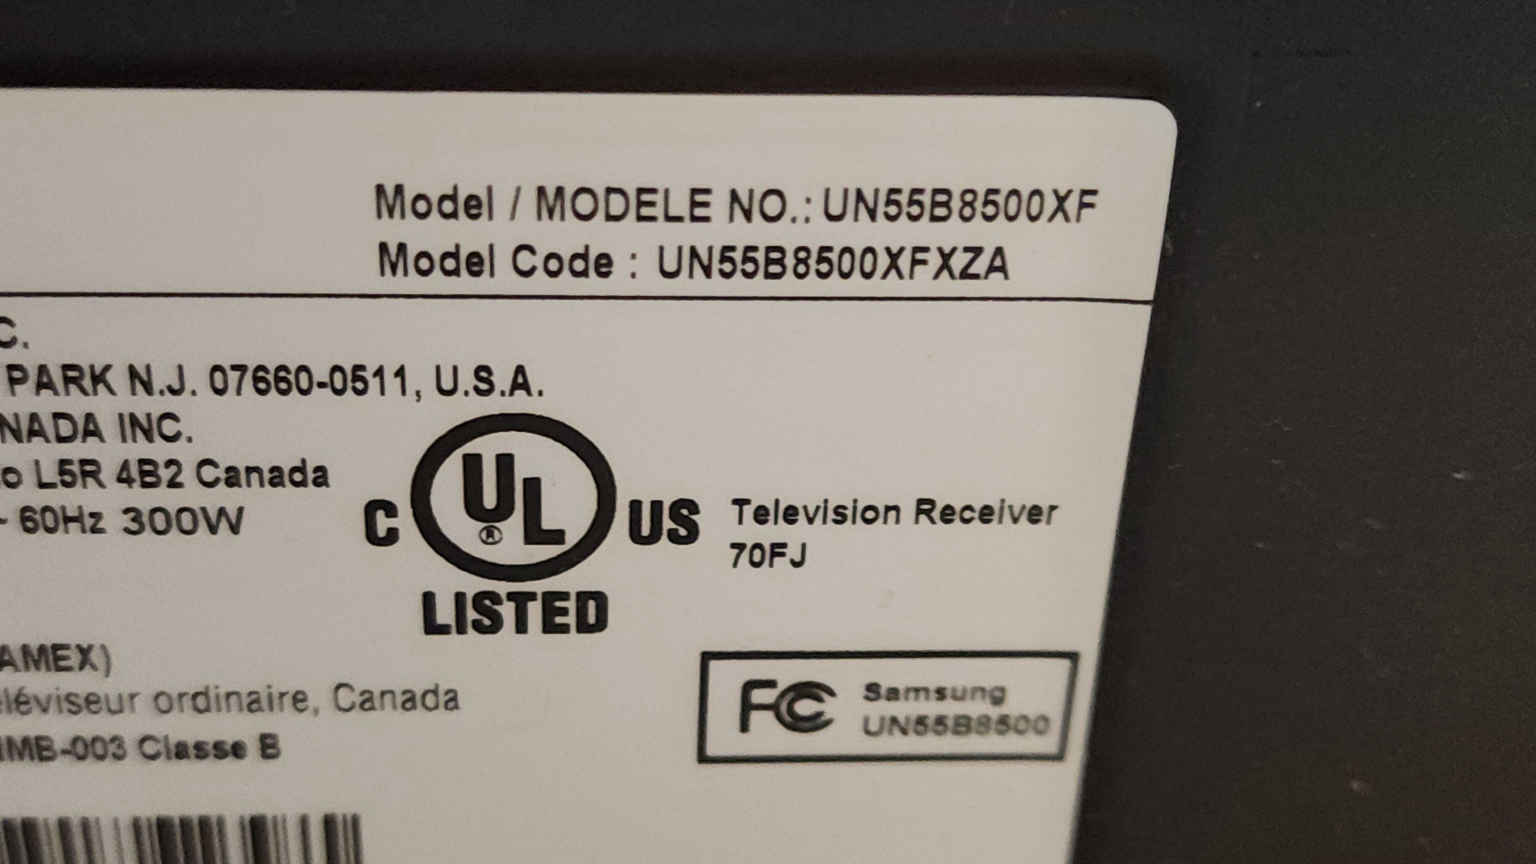 Model / MODELE NO.: UN55B8500XF
Model Code : UN55B8500XFXZA
C.
PARK N.J. 07660-0511, U.S.A.
NADA INC.
o L5R 4B2 Canada
~ 60Hz 300W
C UL ® US
LISTED
Television Receiver
70FJ
AMEX)
éléviseur ordinaire, Canada
NMB-003 Classe B
FC Samsung
UN55B8500